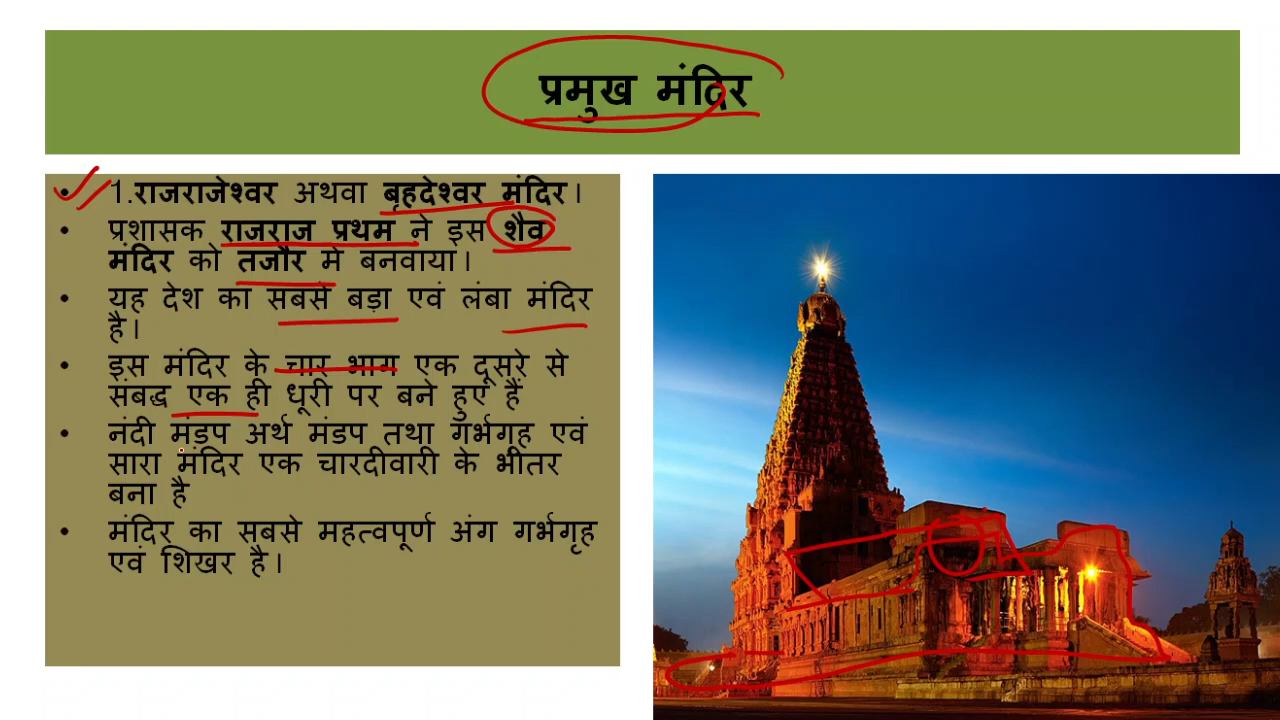 प्रमुख मंदिर
• 1.राजराजेश्वर अथवा बृहदेश्वर मंदिर।
• प्रशासक राजराज प्रथम ने इस शैव
मंदिर को तजौर मे बनवाया।
• यह देश का सबसे बड़ा एवं लंबा मंदिर
है।
• इस मंदिर के चार भाग एक दूसरे से
संबद्ध एक ही धूरी पर बने हुए हैं
• नंदी मंडप अर्थ मंडप तथा गर्भगृह एवं
सारा मंदिर एक चारदीवारी के भीतर
बना है
• मंदिर का सबसे महत्वपूर्ण अंग गर्भगृह
एवं शिखर है।